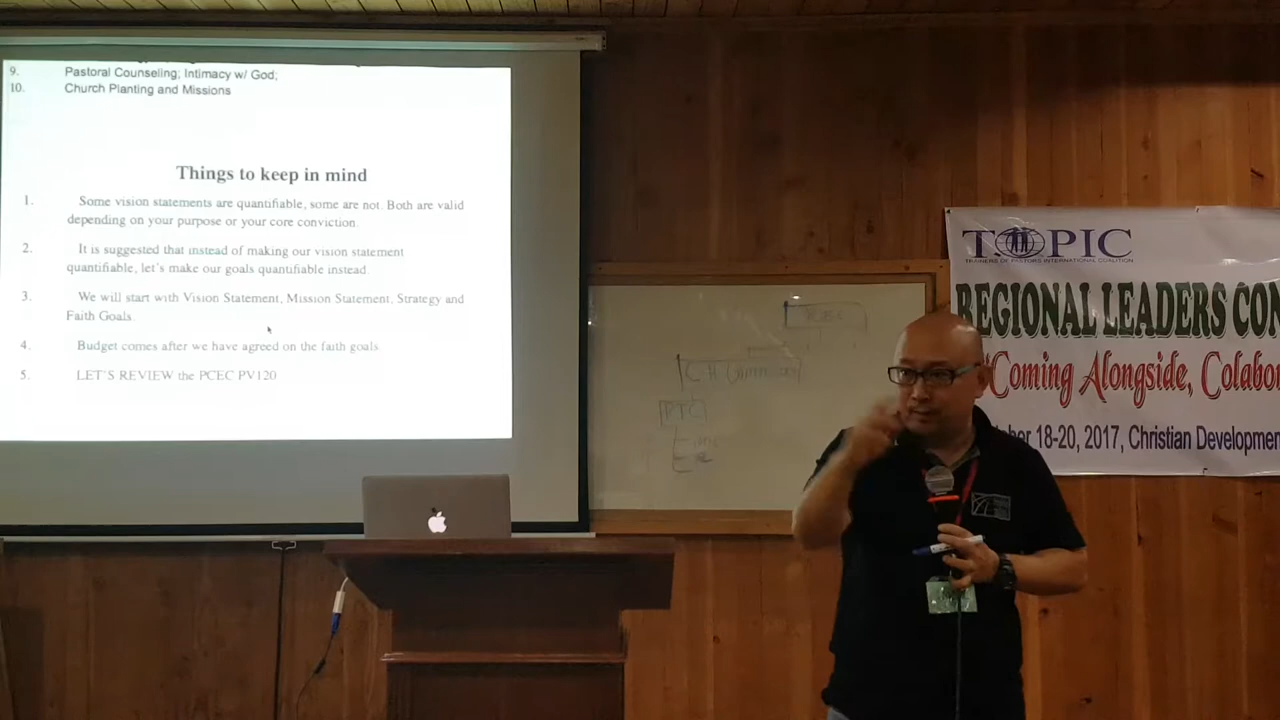 9. Pastoral Counseling; Intimacy w/ God;
10. Church Planting and Missions
Things to keep in mind
1. Some vision statements are quantifiable, some are not. Both are valid
depending on your purpose or your core conviction.
2. It is suggested that instead of making our vision statement
quantifiable, let's make our goals quantifiable instead.
3. We will start with Vision Statement, Mission Statement, Strategy and
Faith Goals.
4. Budget comes after we have agreed on the faith goals.
5. LET'S REVIEW the PCEC PV120
PTC
TOPIC
TRAINERS OF PASTORS INTERNATIONAL COALITION
REGIONAL LEADERS CON
Coming Alongside, Colabor
ber 18-20, 2017, Christian Developmen